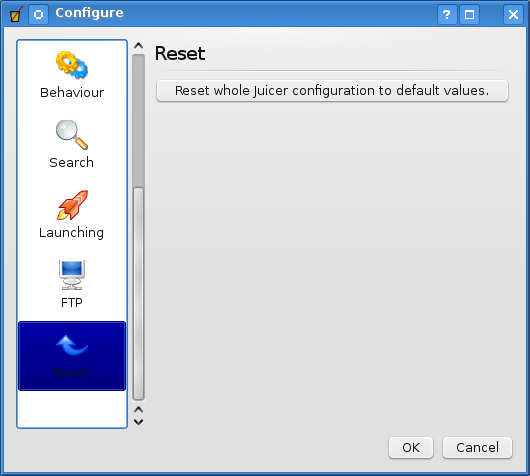 Configure
Behaviour
Search
Launching
FTP
Reset
Reset
Reset whole Juicer configuration to default values.
OK
Cancel